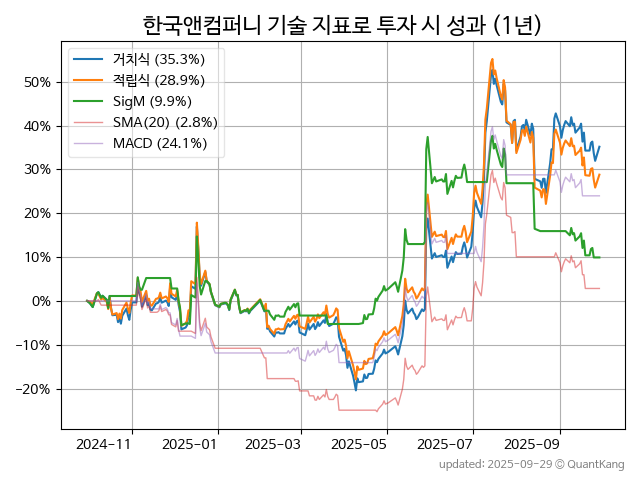 한국앤컴퍼니 기술 지표로 투자 시 성과 (1년)
거치식 (35.3%)
적립식 (28.9%)
SigM (9.9%)
SMA(20) (2.8%)
MACD (24.1%)
50%
40%
30%
20%
10%
0%
−10%
−20%
2024-11 2025-01 2025-03 2025-05 2025-07 2025-09
updated: 2025-09-29 © QuantKang